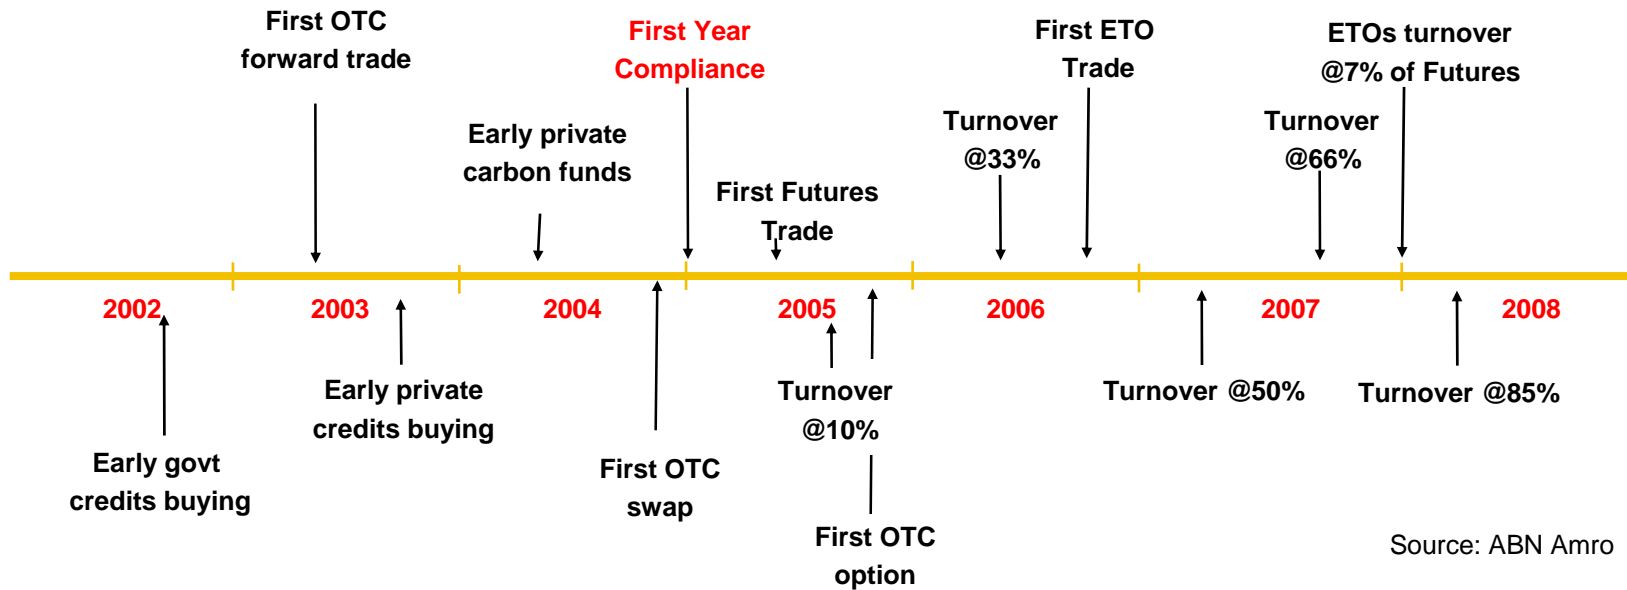 First OTC
forward trade
First Year
Compliance
First ETO
Trade
ETOs turnover
@7% of Futures
Early private
carbon funds
Turnover
@33%
Turnover
@66%
First Futures
Trade
2002
2003
2004
2005
2006
2007
2008
Early govt
credits buying
Early private
credits buying
First OTC
swap
Turnover
@10%
First OTC
option
Turnover @50%
Turnover @85%
Source: ABN Amro